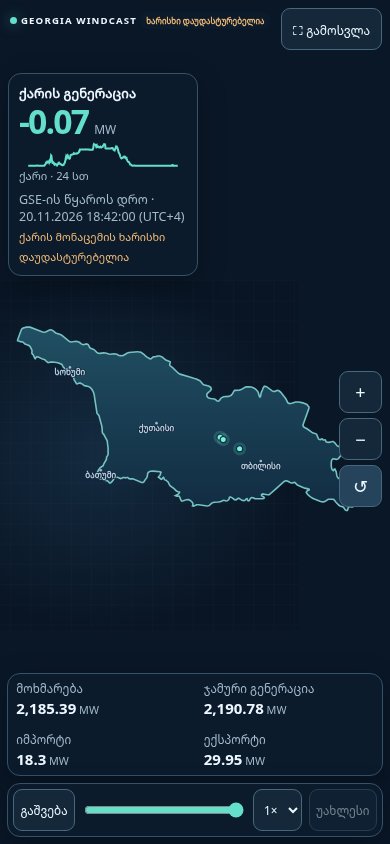 GEORGIA WINDCAST ხარისხი დაუდასტურებელია
გამოსვლა
ქარის გენერაცია
-0.07 MW
ქარი · 24 სთ
GSE-ის წყაროს დრო ·
20.11.2026 18:42:00 (UTC+4)
ქარის მონაცემის ხარისხი
დაუდასტურებელია
სოხუმი
ქუთაისი
თბილისი
ბათუმი
+
−
↺
მოხმარება
2,185.39 MW
ჯამური გენერაცია
2,190.78 MW
იმპორტი
18.3 MW
ექსპორტი
29.95 MW
გაშვება
1×
უახლესი